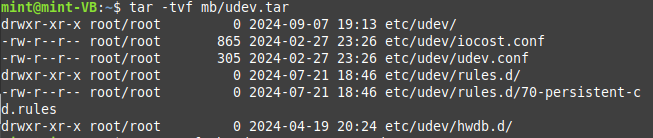 mint@mint-VB:~$ tar -tvf mb/udev.tar
drwxr-xr-x root/root         0 2024-09-07 19:13 etc/udev/
-rw-r--r-- root/root       865 2024-02-27 23:26 etc/udev/iocost.conf
-rw-r--r-- root/root       305 2024-02-27 23:26 etc/udev/udev.conf
drwxr-xr-x root/root         0 2024-07-21 18:46 etc/udev/rules.d/
-rw-r--r-- root/root         0 2024-07-21 18:46 etc/udev/rules.d/70-persistent-c
d.rules
drwxr-xr-x root/root         0 2024-04-19 20:24 etc/udev/hwdb.d/